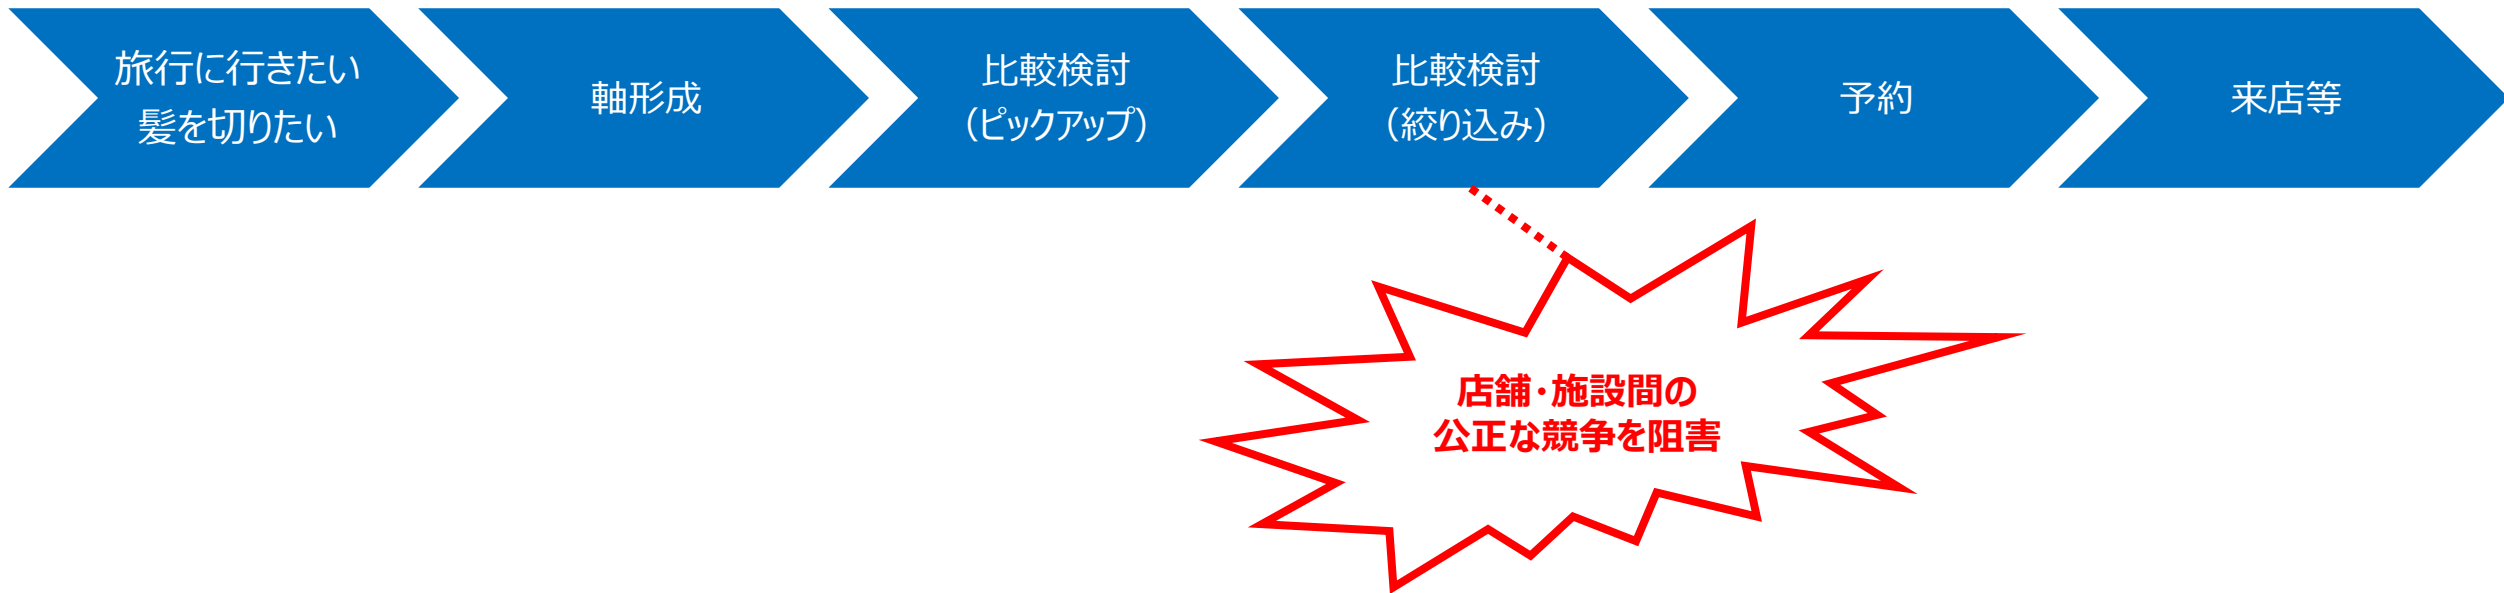 旅行に行きたい
髪を切りたい
軸形成
比較検討
（ピックアップ）
比較検討
（絞り込み）
予約
来店等
店舗・施設間の
公正な競争を阻害